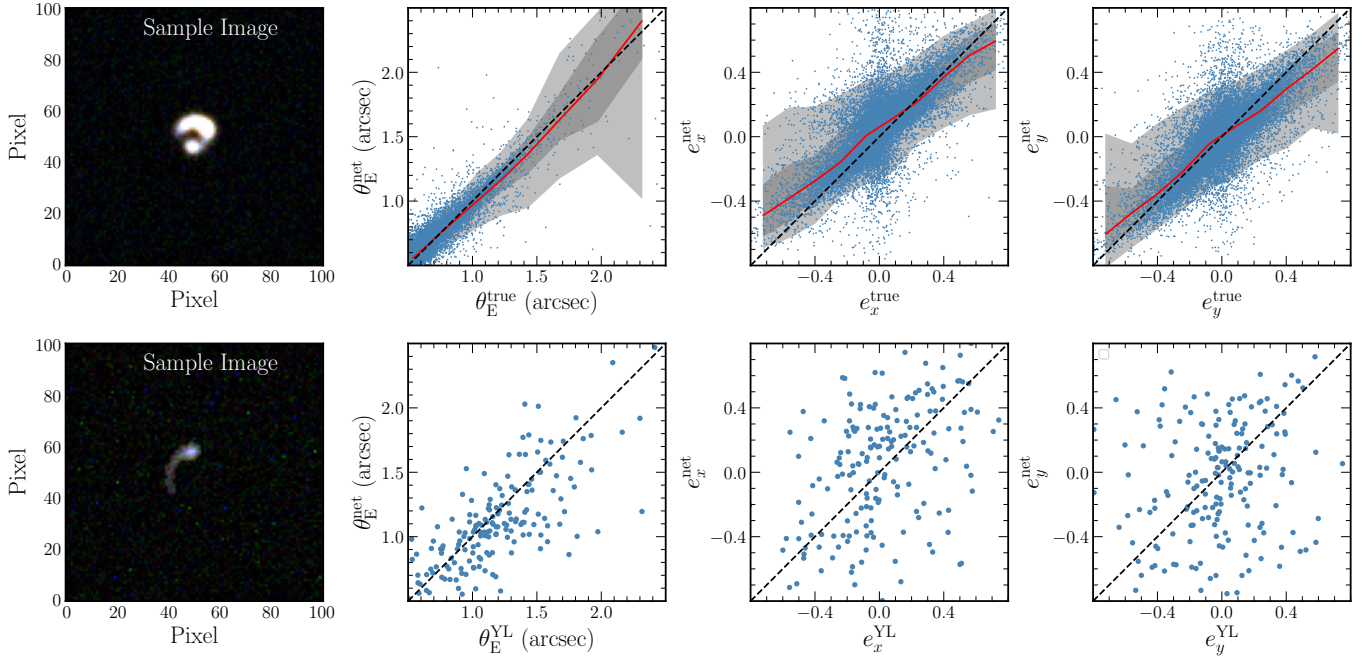 Sample Image
Pixel
100
80
60
40
20
0
0 20 40 60 80 100
Pixel
θ_E^net (arcsec)
2.0
1.5
1.0
1.0 1.5 2.0
θ_E^true (arcsec)
e_x^net
0.4
0.0
−0.4
−0.4 0.0 0.4
e_x^true
e_y^net
0.4
0.0
−0.4
−0.4 0.0 0.4
e_y^true
Sample Image
Pixel
100
80
60
40
20
0
0 20 40 60 80 100
Pixel
θ_E^net (arcsec)
2.0
1.5
1.0
1.0 1.5 2.0
θ_E^YL (arcsec)
e_x^net
0.4
0.0
−0.4
−0.4 0.0 0.4
e_x^YL
e_y^net
0.4
0.0
−0.4
−0.4 0.0 0.4
e_y^YL